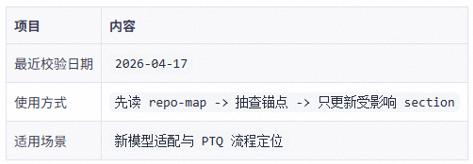 项目 内容
最近校验日期 2026-04-17
使用方式 先读 repo-map -> 抽查锚点 -> 只更新受影响 section
适用场景 新模型适配与 PTQ 流程定位